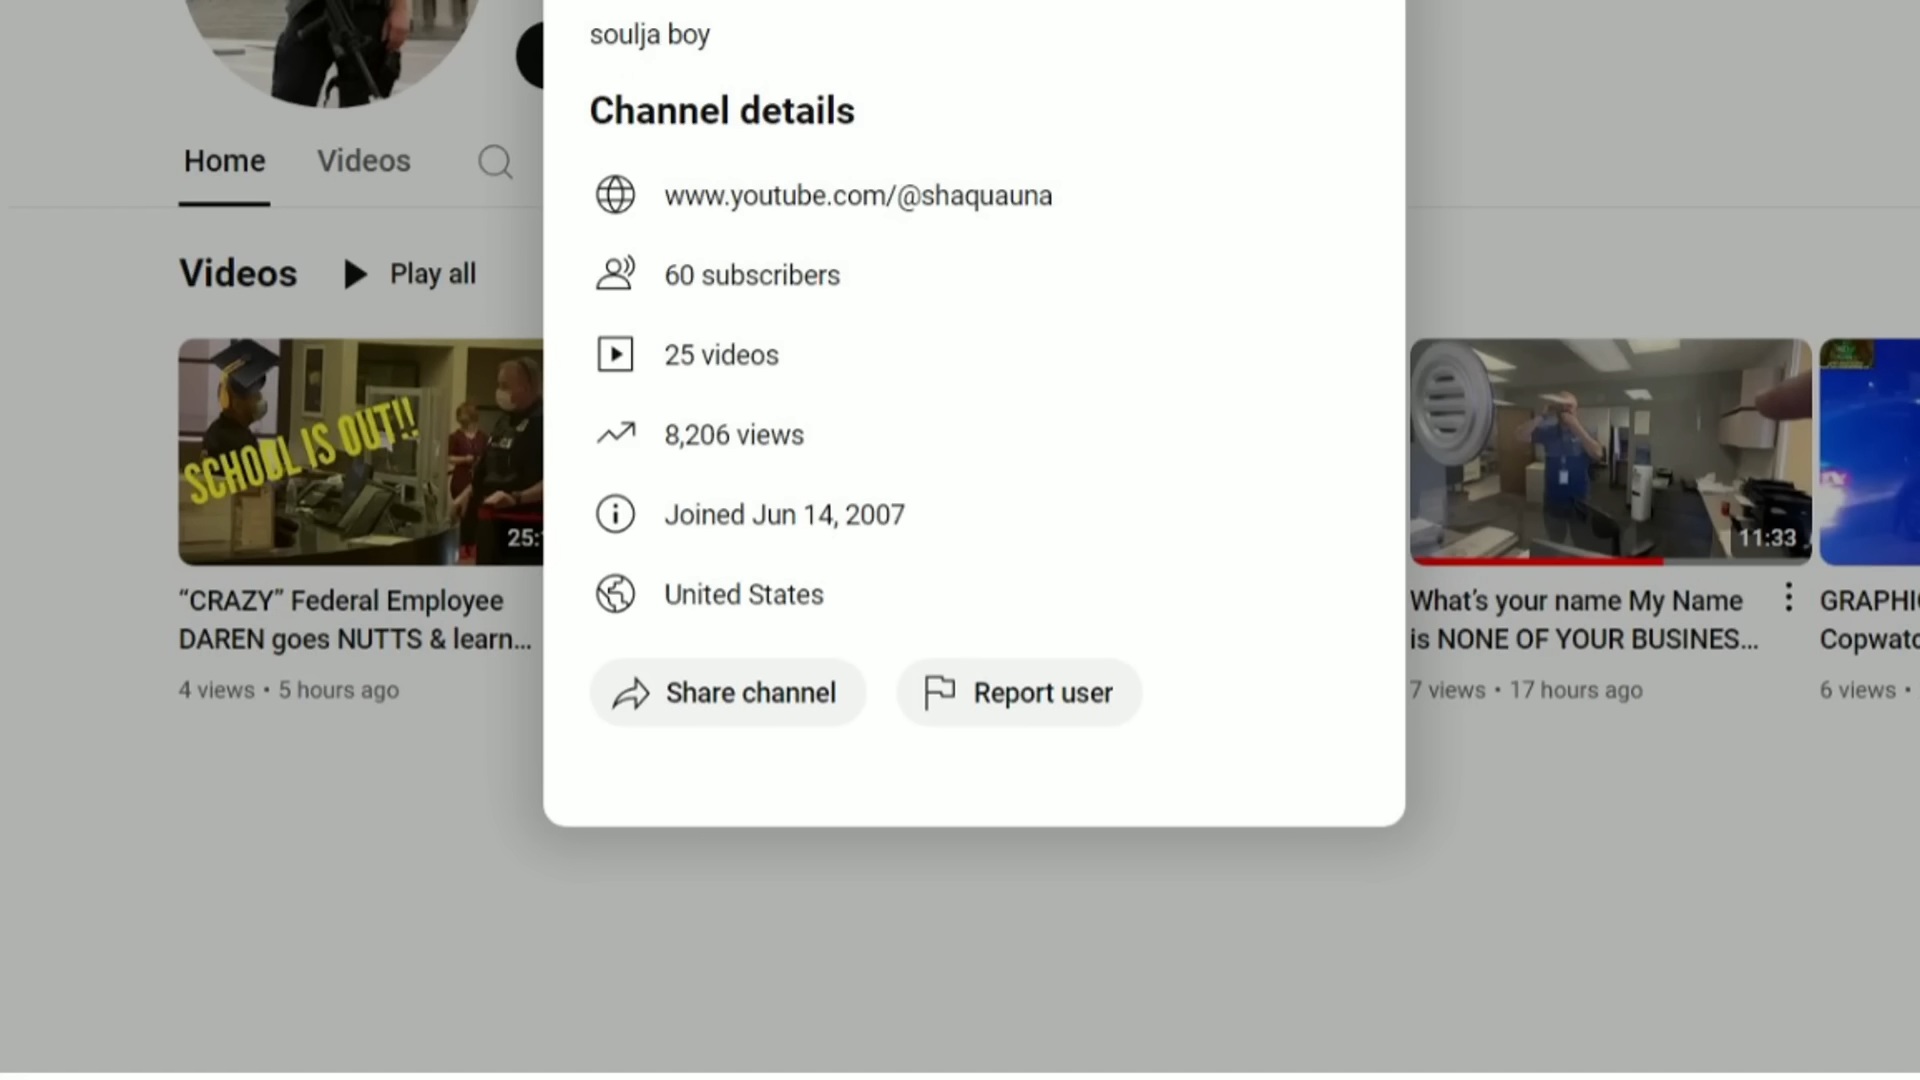 soulja boy
Channel details
Home Videos
www.youtube.com/@shaquauna
Videos Play all
60 subscribers
25 videos
8,206 views
Joined Jun 14, 2007
United States
Share channel Report user
SCHOOL IS OUT!!
25:
“CRAZY” Federal Employee
DAREN goes NUTTS & learn...
4 views • 5 hours ago
11:33
What's your name My Name
is NONE OF YOUR BUSINES...
7 views • 17 hours ago
GRAPHI
Copwatc
6 views •